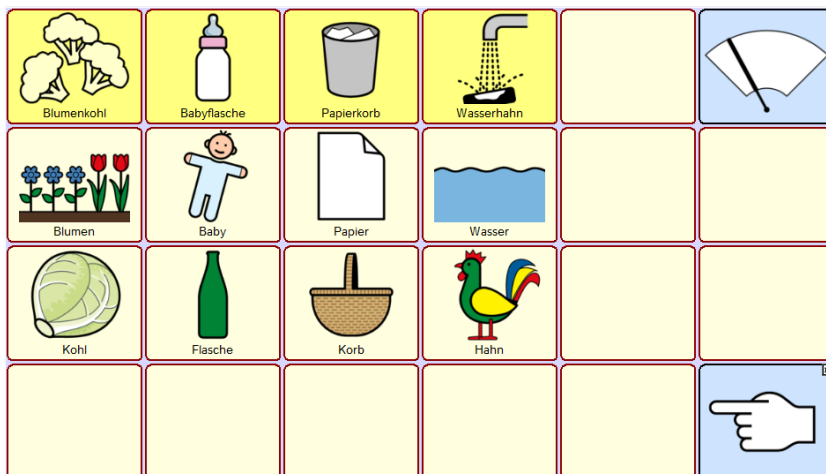 Blumenkohl
Babyflasche
Papierkorb
Wasserhahn
Blumen
Baby
Papier
Wasser
Kohl
Flasche
Korb
Hahn